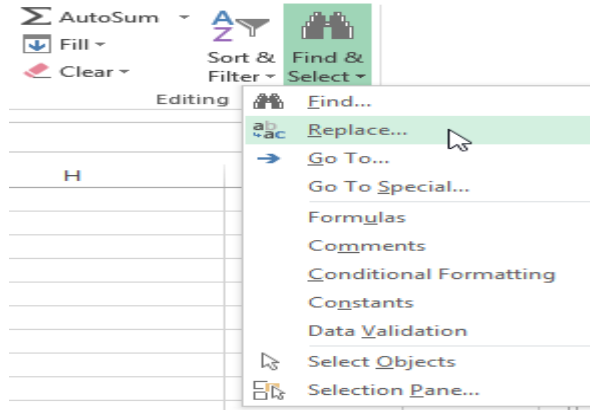 AutoSum
Fill
Clear
Sort &
Filter
Find &
Select
Editing
Find...
Replace...
Go To...
Go To Special...
Formulas
Comments
Conditional Formatting
Constants
Data Validation
Select Objects
Selection Pane...
H